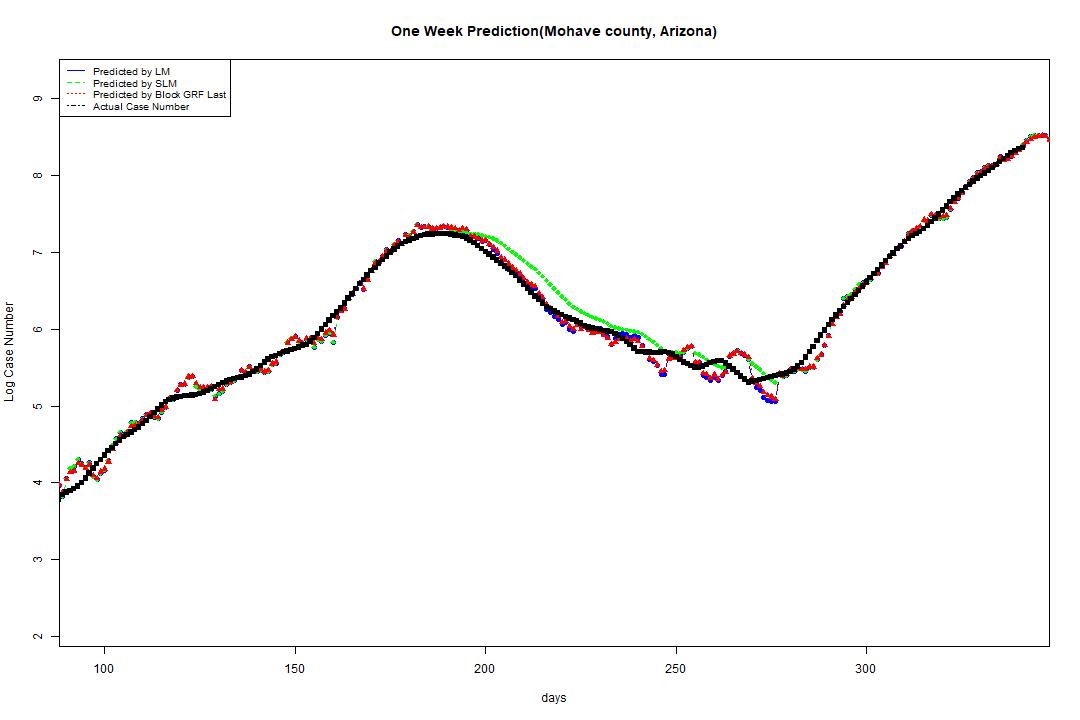 One Week Prediction(Mohave county, Arizona)
Predicted by LM
Predicted by SLM
Predicted by Block GRF Last
Actual Case Number
9
8
7
6
5
4
3
2
Log Case Number
100 150 200 250 300
days